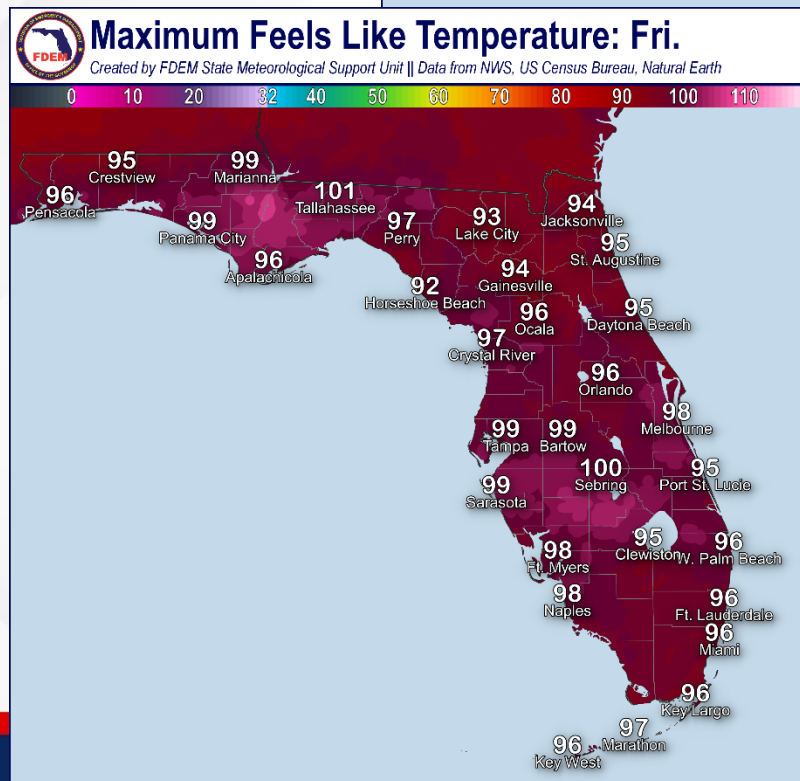 Maximum Feels Like Temperature: Fri.
FDEM
Created by FDEM State Meteorological Support Unit || Data from NWS, US Census Bureau, Natural Earth
0 10 20 32 40 50 60 70 80 90 100 110
95
Crestview
99
Marianna
96
Pensacola
101
Tallahassee
99
Panama City
97
Perry
93
Lake City
94
Jacksonville
95
St. Augustine
96
Apalachicola
94
Gainesville
92
Horseshoe Beach
96
Ocala
95
Daytona Beach
97
Crystal River
96
Orlando
98
Melbourne
99
Tampa
99
Bartow
100
Sebring
95
Port St. Lucie
99
Sarasota
95
Clewiston
96
W. Palm Beach
98
Ft. Myers
98
Naples
96
Ft. Lauderdale
96
Miami
96
Key Largo
97
Marathon
96
Key West